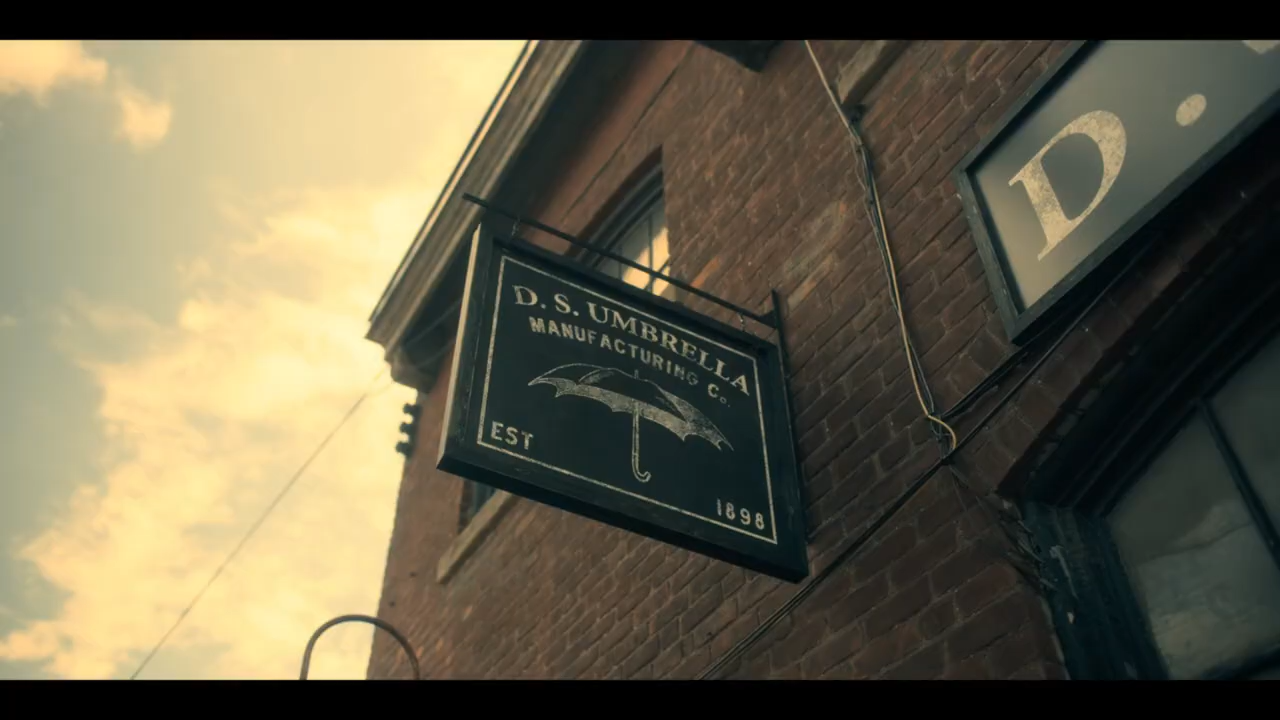 D. S. UMBRELLA
MANUFACTURING Co.
EST
1898
D.